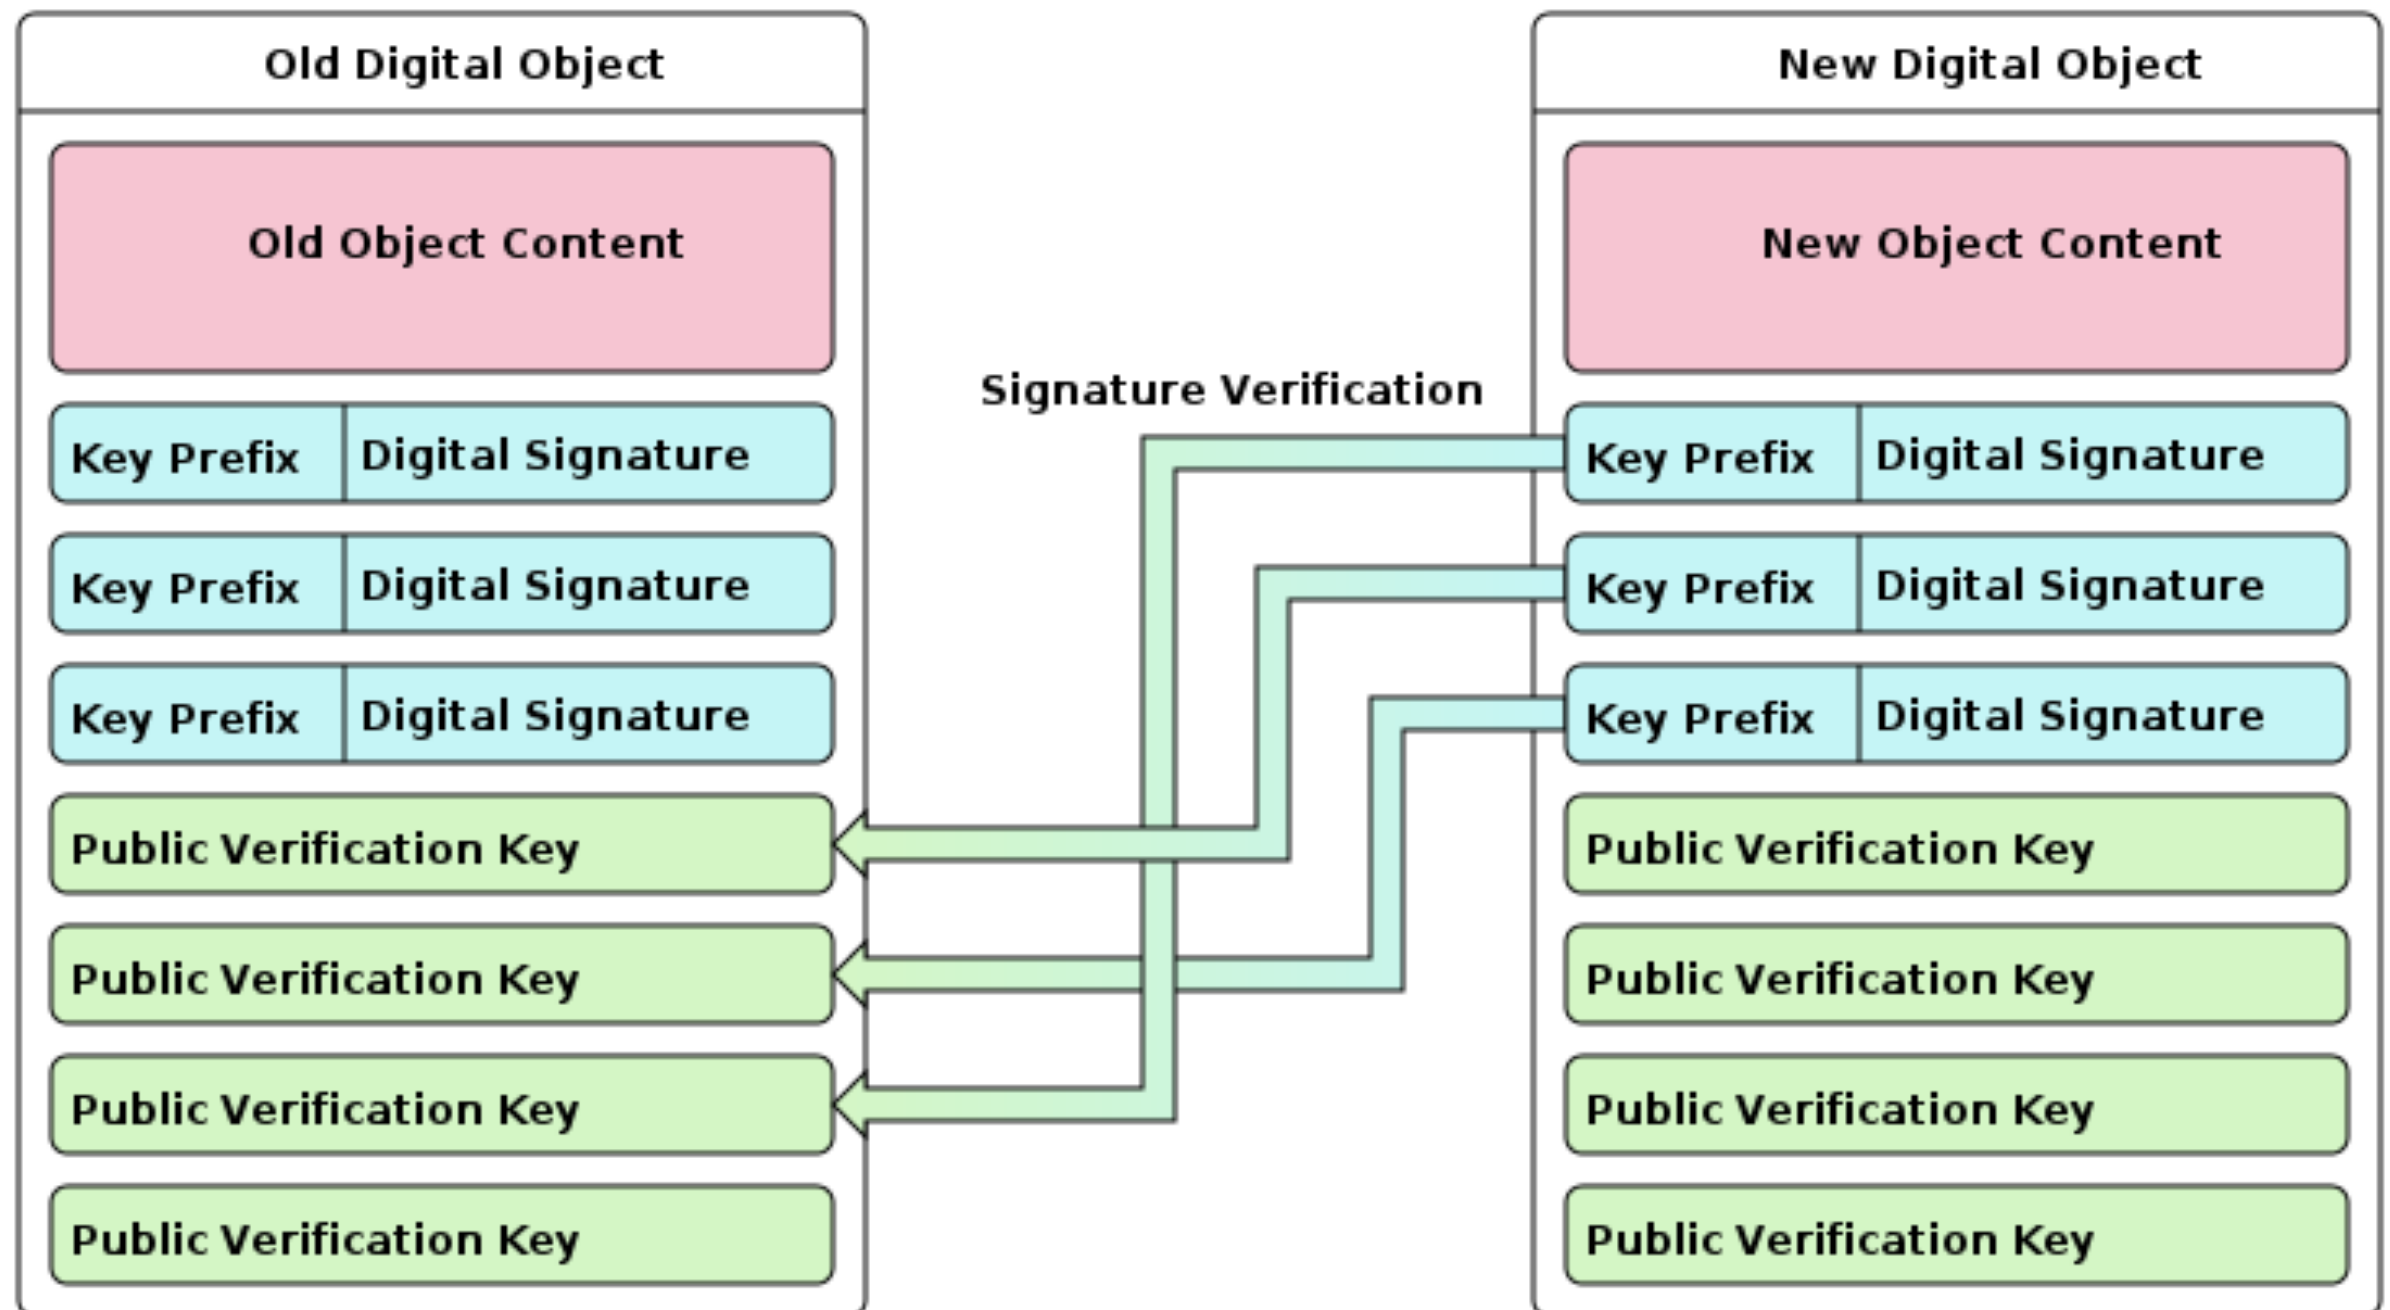 Old Digital Object
Old Object Content
Key Prefix Digital Signature
Key Prefix Digital Signature
Key Prefix Digital Signature
Public Verification Key
Public Verification Key
Public Verification Key
Public Verification Key
Signature Verification
New Digital Object
New Object Content
Key Prefix Digital Signature
Key Prefix Digital Signature
Key Prefix Digital Signature
Public Verification Key
Public Verification Key
Public Verification Key
Public Verification Key